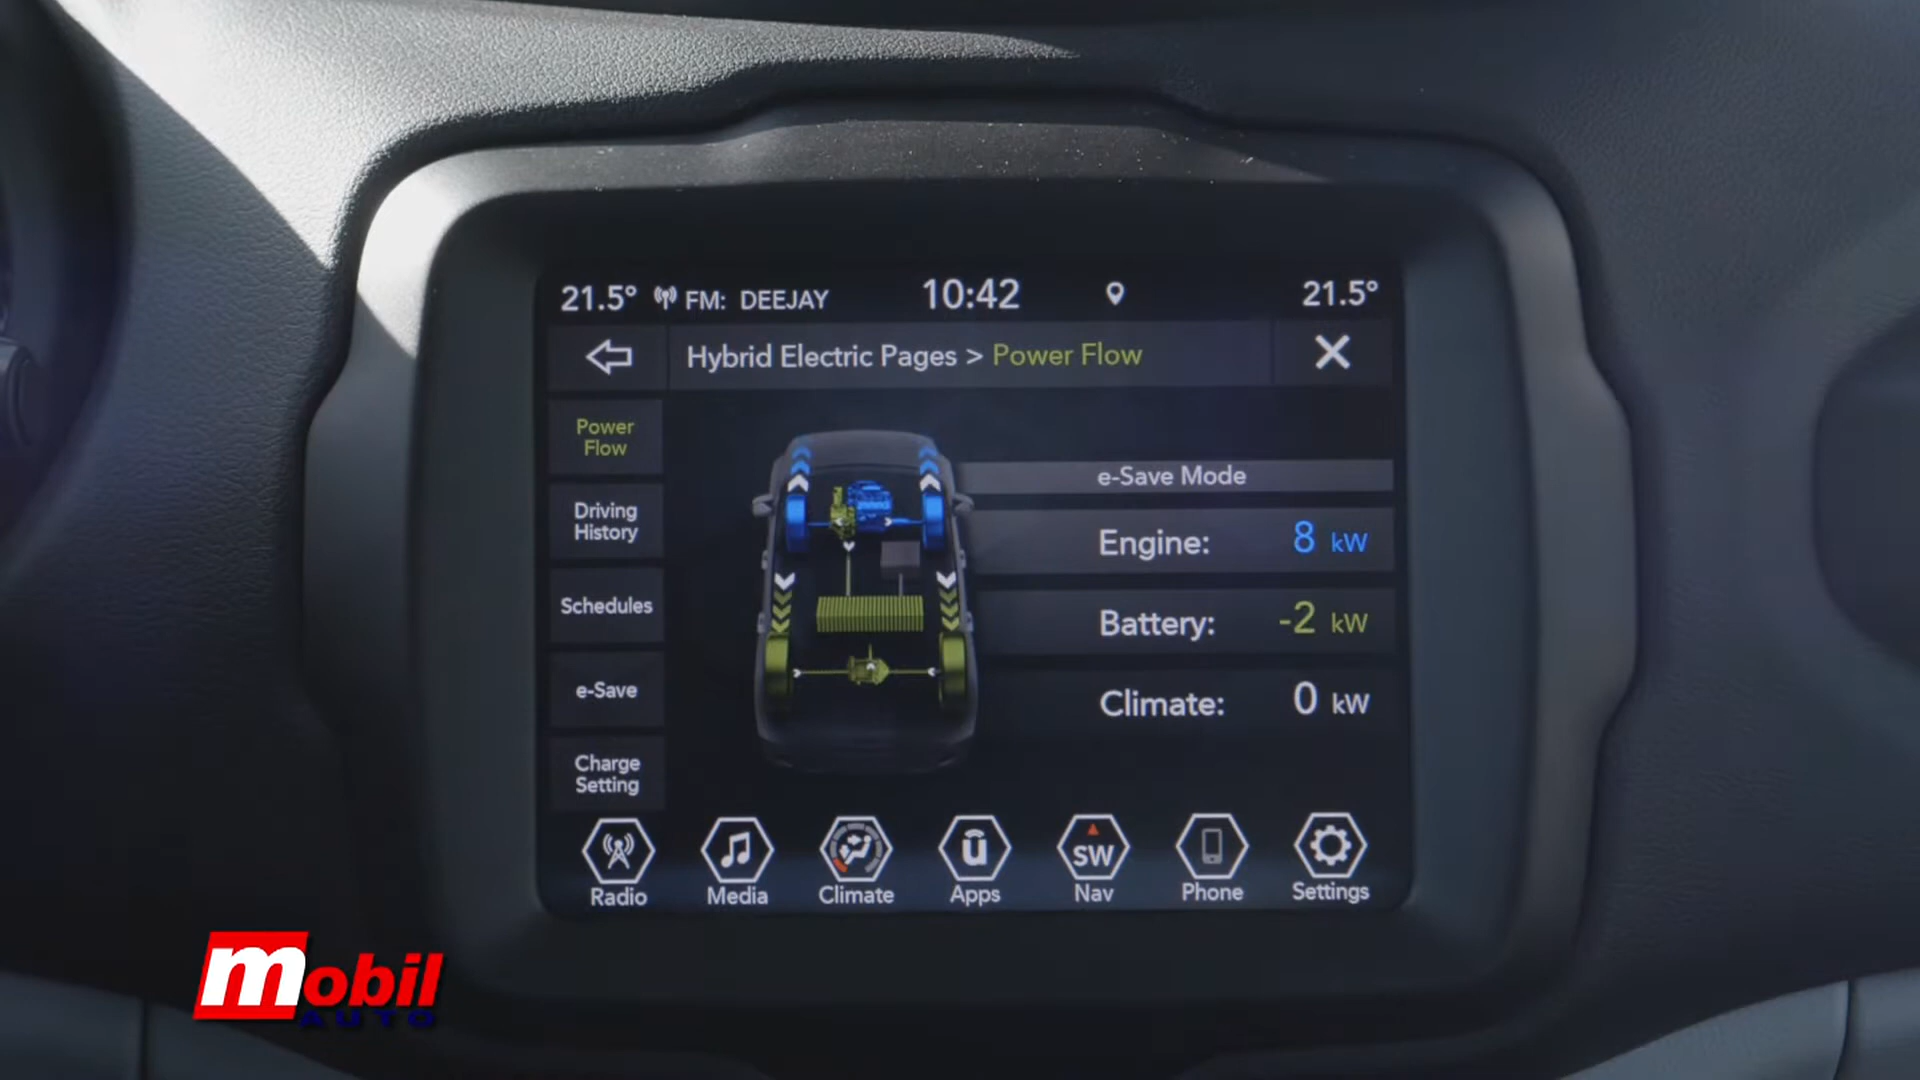 21.5° FM: DEEJAY 10:42 21.5°
Hybrid Electric Pages > Power Flow
Power
Flow
Driving
History
Schedules
e-Save
Charge
Setting
e-Save Mode
Engine: 8 kW
Battery: -2 kW
Climate: 0 kW
SW
Radio Media Climate Apps Nav Phone Settings
mobil
AUTO